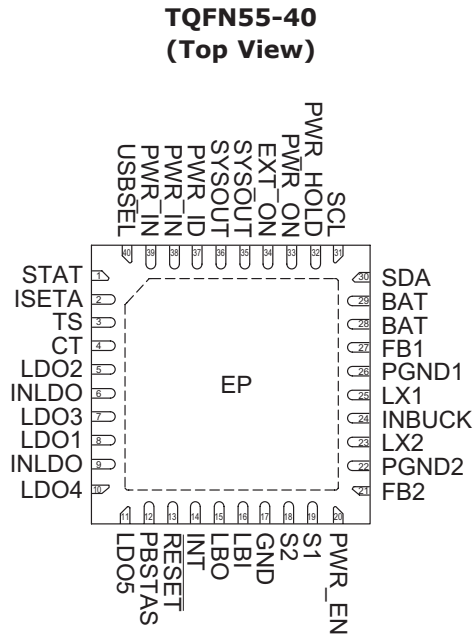 TQFN55-40
(Top View)
USBSEL
PWR_IN
PWR_IN
PWR_ID
SYSOUT
SYSOUT
EXT_ON
PWR_ON
PWR_HOLD
SCL
40
39
38
37
36
35
34
33
32
31
STAT 1
ISETA 2
TS 3
CT 4
LDO2 5
INLDO 6
LDO3 7
LDO1 8
INLDO 9
LDO4 10
EP
30 SDA
29 BAT
28 BAT
27 FB1
26 PGND1
25 LX1
24 INBUCK
23 LX2
22 PGND2
21 FB2
11
12
13
14
15
16
17
18
19
20
LDO5
PBSTAS
RESET
INT
LBO
LBI
GND
S2
S1
PWR_EN